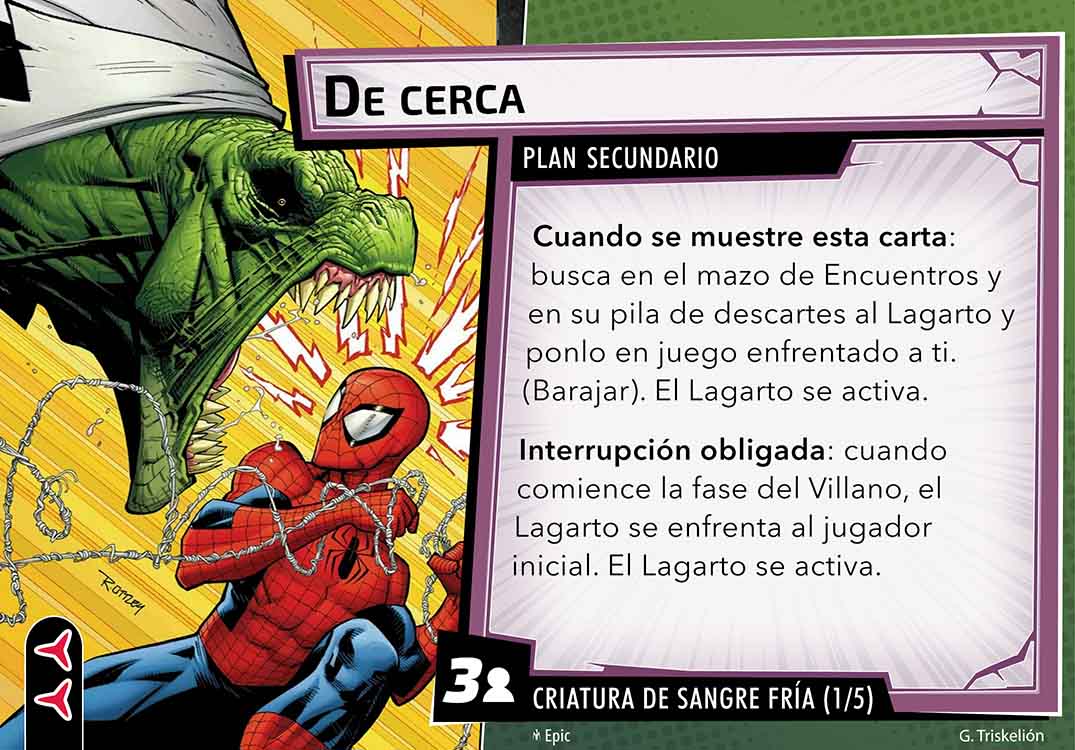 De cerca
PLAN SECUNDARIO
Cuando se muestre esta carta:
busca en el mazo de Encuentros y
en su pila de descartes al Lagarto y
ponlo en juego enfrentado a ti.
(Barajar). El Lagarto se activa.
Interrupción obligada: cuando
comience la fase del Villano, el
Lagarto se enfrenta al jugador
inicial. El Lagarto se activa.
3
CRIATURA DE SANGRE FRÍA (1/5)
Epic
G. Triskelión